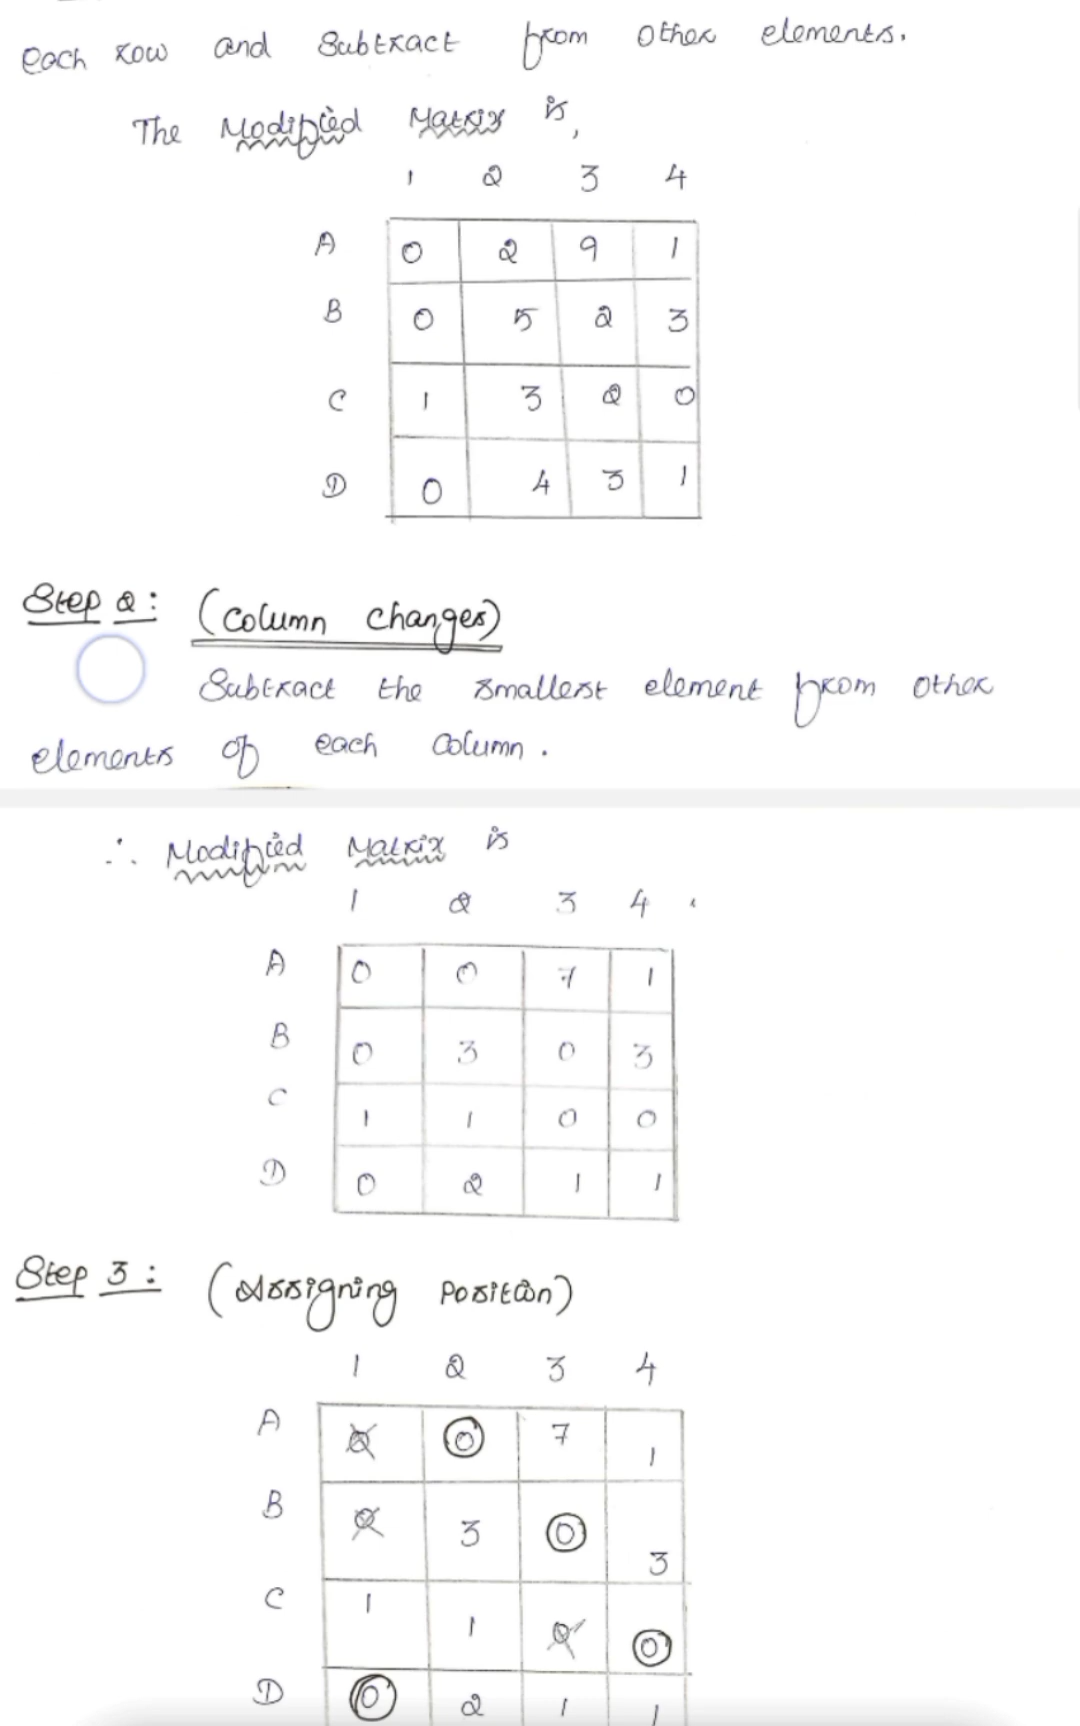 each row and subtract from other elements.
The Modified Matrix is,
1 2 3 4
A 0 2 9 1
B 0 5 2 3
C 1 3 2 0
D 0 4 3 1
Step 2: (column changes)
Subtract the smallest element from other
elements of each column.
∴ Modified Matrix is
1 2 3 4
A 0 0 7 1
B 0 3 0 3
C 1 1 0 0
D 0 2 1 1
Step 3: (Assigning Position)
1 2 3 4
A 0 0 7 1
B 0 3 0 3
C 1 1 0 0
D 0 2 1 1